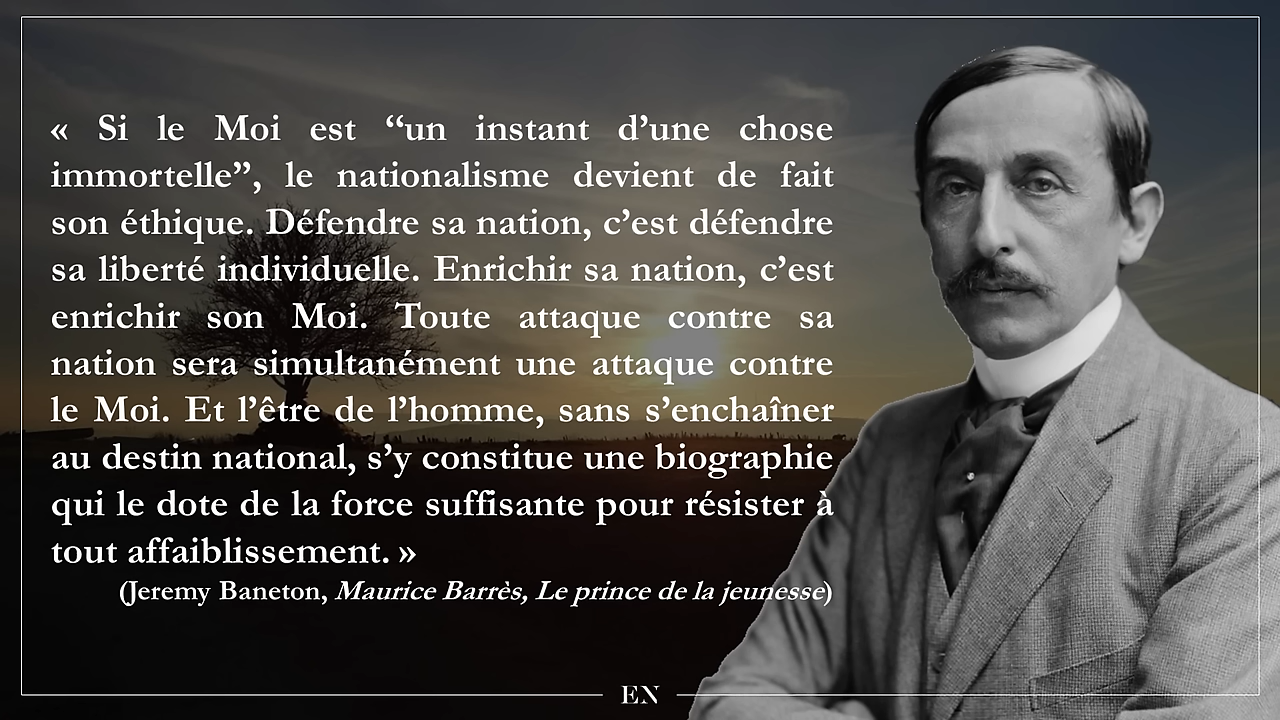 « Si le Moi est “un instant d’une chose
immortelle”, le nationalisme devient de fait
son éthique. Défendre sa nation, c’est défendre
sa liberté individuelle. Enrichir sa nation, c’est
enrichir son Moi. Toute attaque contre sa
nation sera simultanément une attaque contre
le Moi. Et l’être de l’homme, sans s’enchaîner
au destin national, s’y constitue une biographie
qui le dote de la force suffisante pour résister à
tout affaiblissement. »
(Jeremy Baneton, Maurice Barrès, Le prince de la jeunesse)
EN